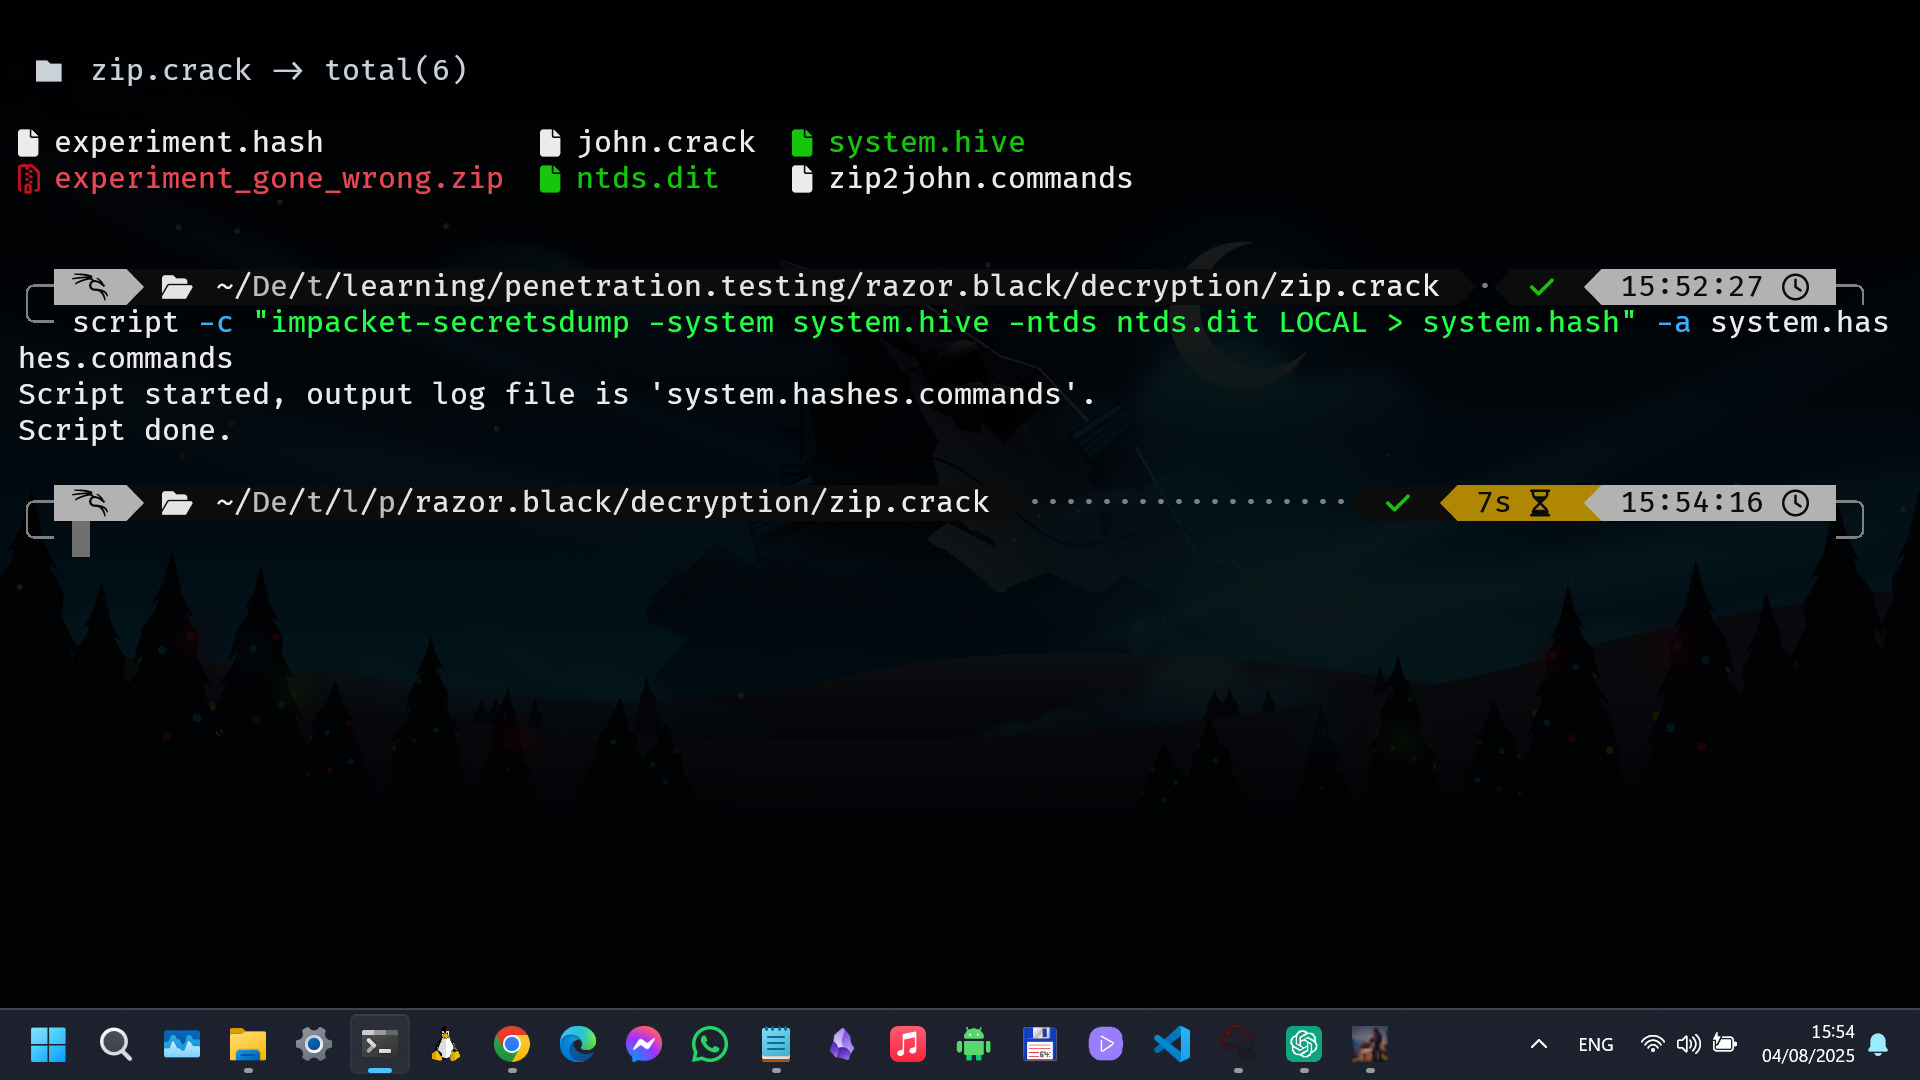 zip.crack → total(6)
experiment.hash john.crack system.hive
experiment_gone_wrong.zip ntds.dit zip2john.commands
~/De/t/learning/penetration.testing/razor.black/decryption/zip.crack 15:52:27
script -c "impacket-secretsdump -system system.hive -ntds ntds.dit LOCAL > system.hash" -a system.has
hes.commands
Script started, output log file is 'system.hashes.commands'.
Script done.
~/De/t/l/p/razor.black/decryption/zip.crack 7s 15:54:16
ENG
15:54
04/08/2025